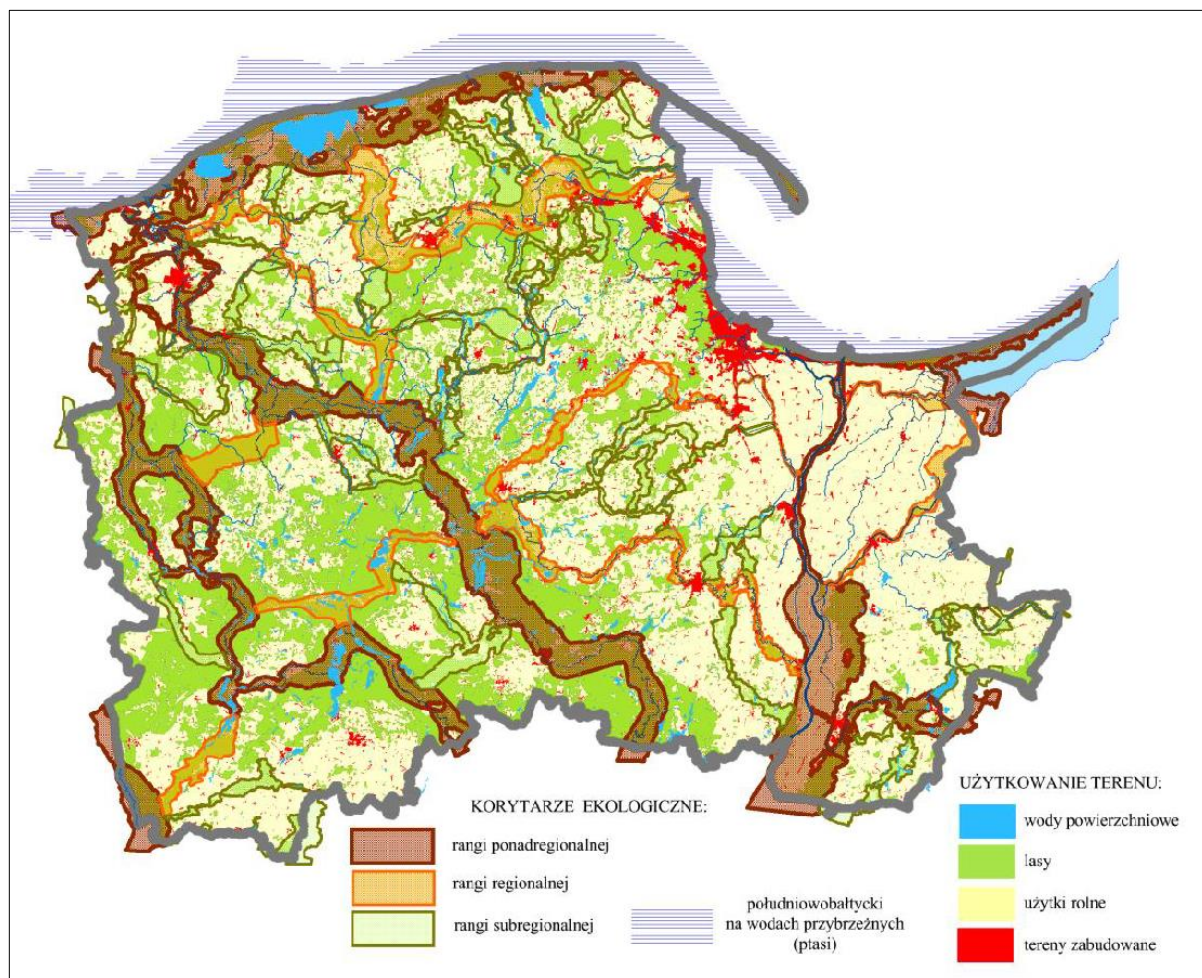 KORYTARZE EKOLOGICZNE:
rangi ponadregionalnej
rangi regionalnej
rangi subregionalnej
południowobałtycki
na wodach przybrzeżnych
(ptasi)
UŻYTKOWANIE TERENU:
wody powierzchniowe
lasy
użytki rolne
tereny zabudowane